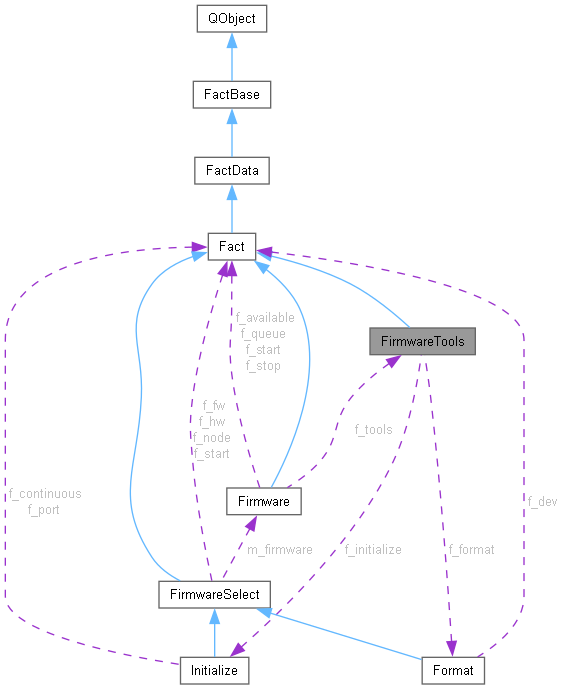 QObject
FactBase
FactData
Fact
f_available
f_queue
f_start
f_stop
FirmwareTools
f_fw
f_hw
f_node
f_start
f_tools
f_continuous
f_port
Firmware
f_dev
m_firmware
f_initialize
f_format
FirmwareSelect
Initialize
Format